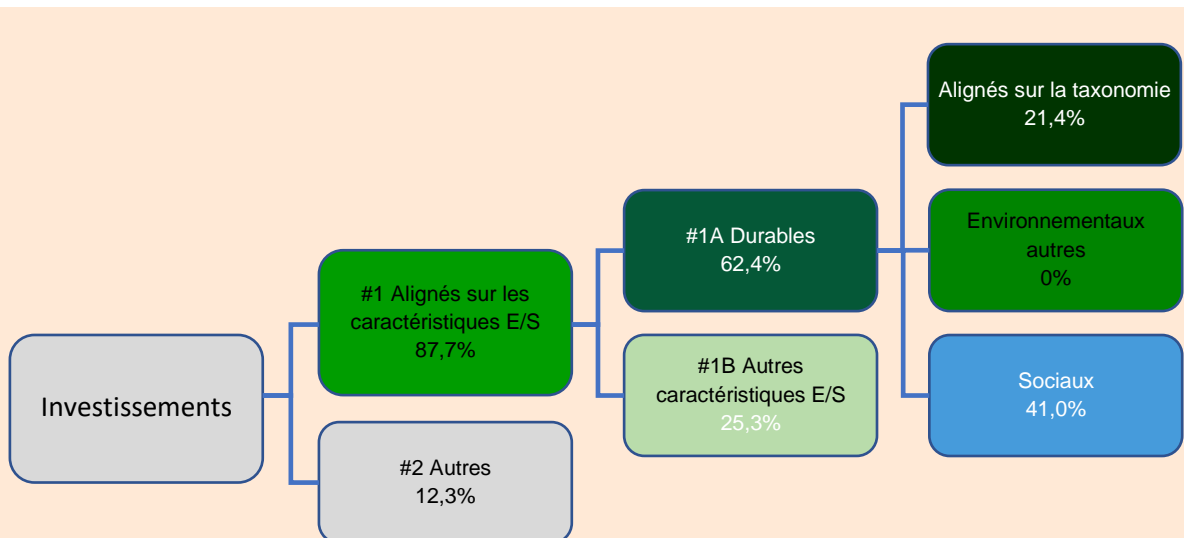 Investissements
#1 Alignés sur les
caractéristiques E/S
87,7%
#2 Autres
12,3%
#1A Durables
62,4%
#1B Autres
caractéristiques E/S
25,3%
Alignés sur la taxonomie
21,4%
Environnementaux
autres
0%
Sociaux
41,0%